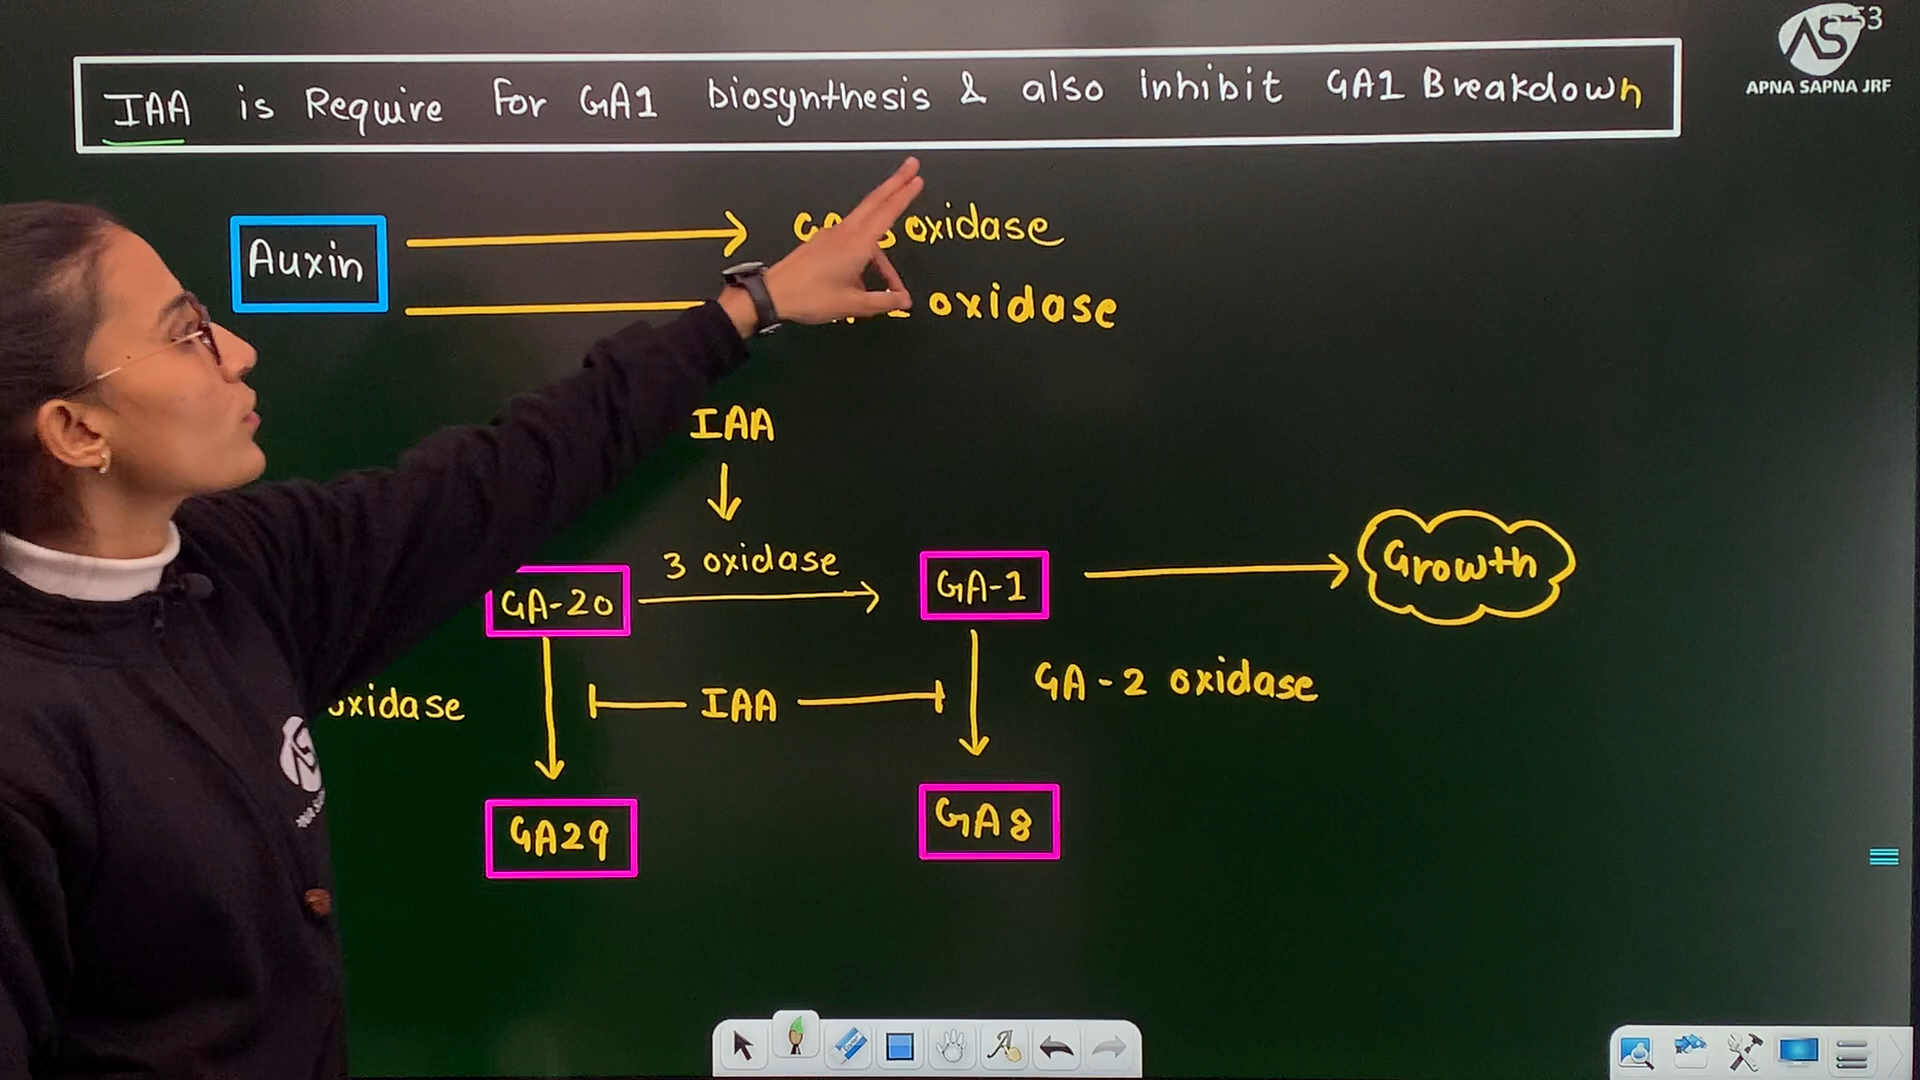 IAA is Require For GA1 biosynthesis & also inhibit GA1 Breakdown
APNA SAPNA JRF
Auxin
oxidase
oxidase
IAA
3 oxidase
GA-20
GA-1
Growth
oxidase
IAA
GA-2 oxidase
GA29
GA8